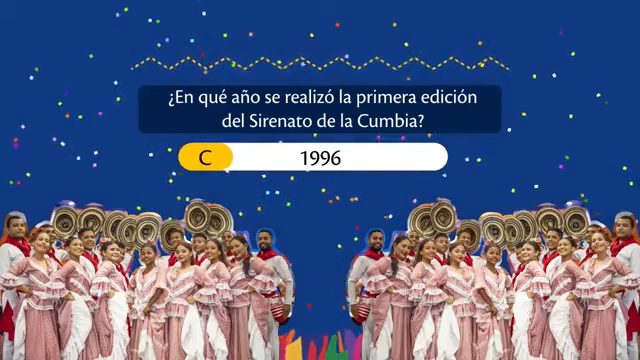 ¿En qué año se realizó la primera edición
del Sirenato de la Cumbia?
C 1996